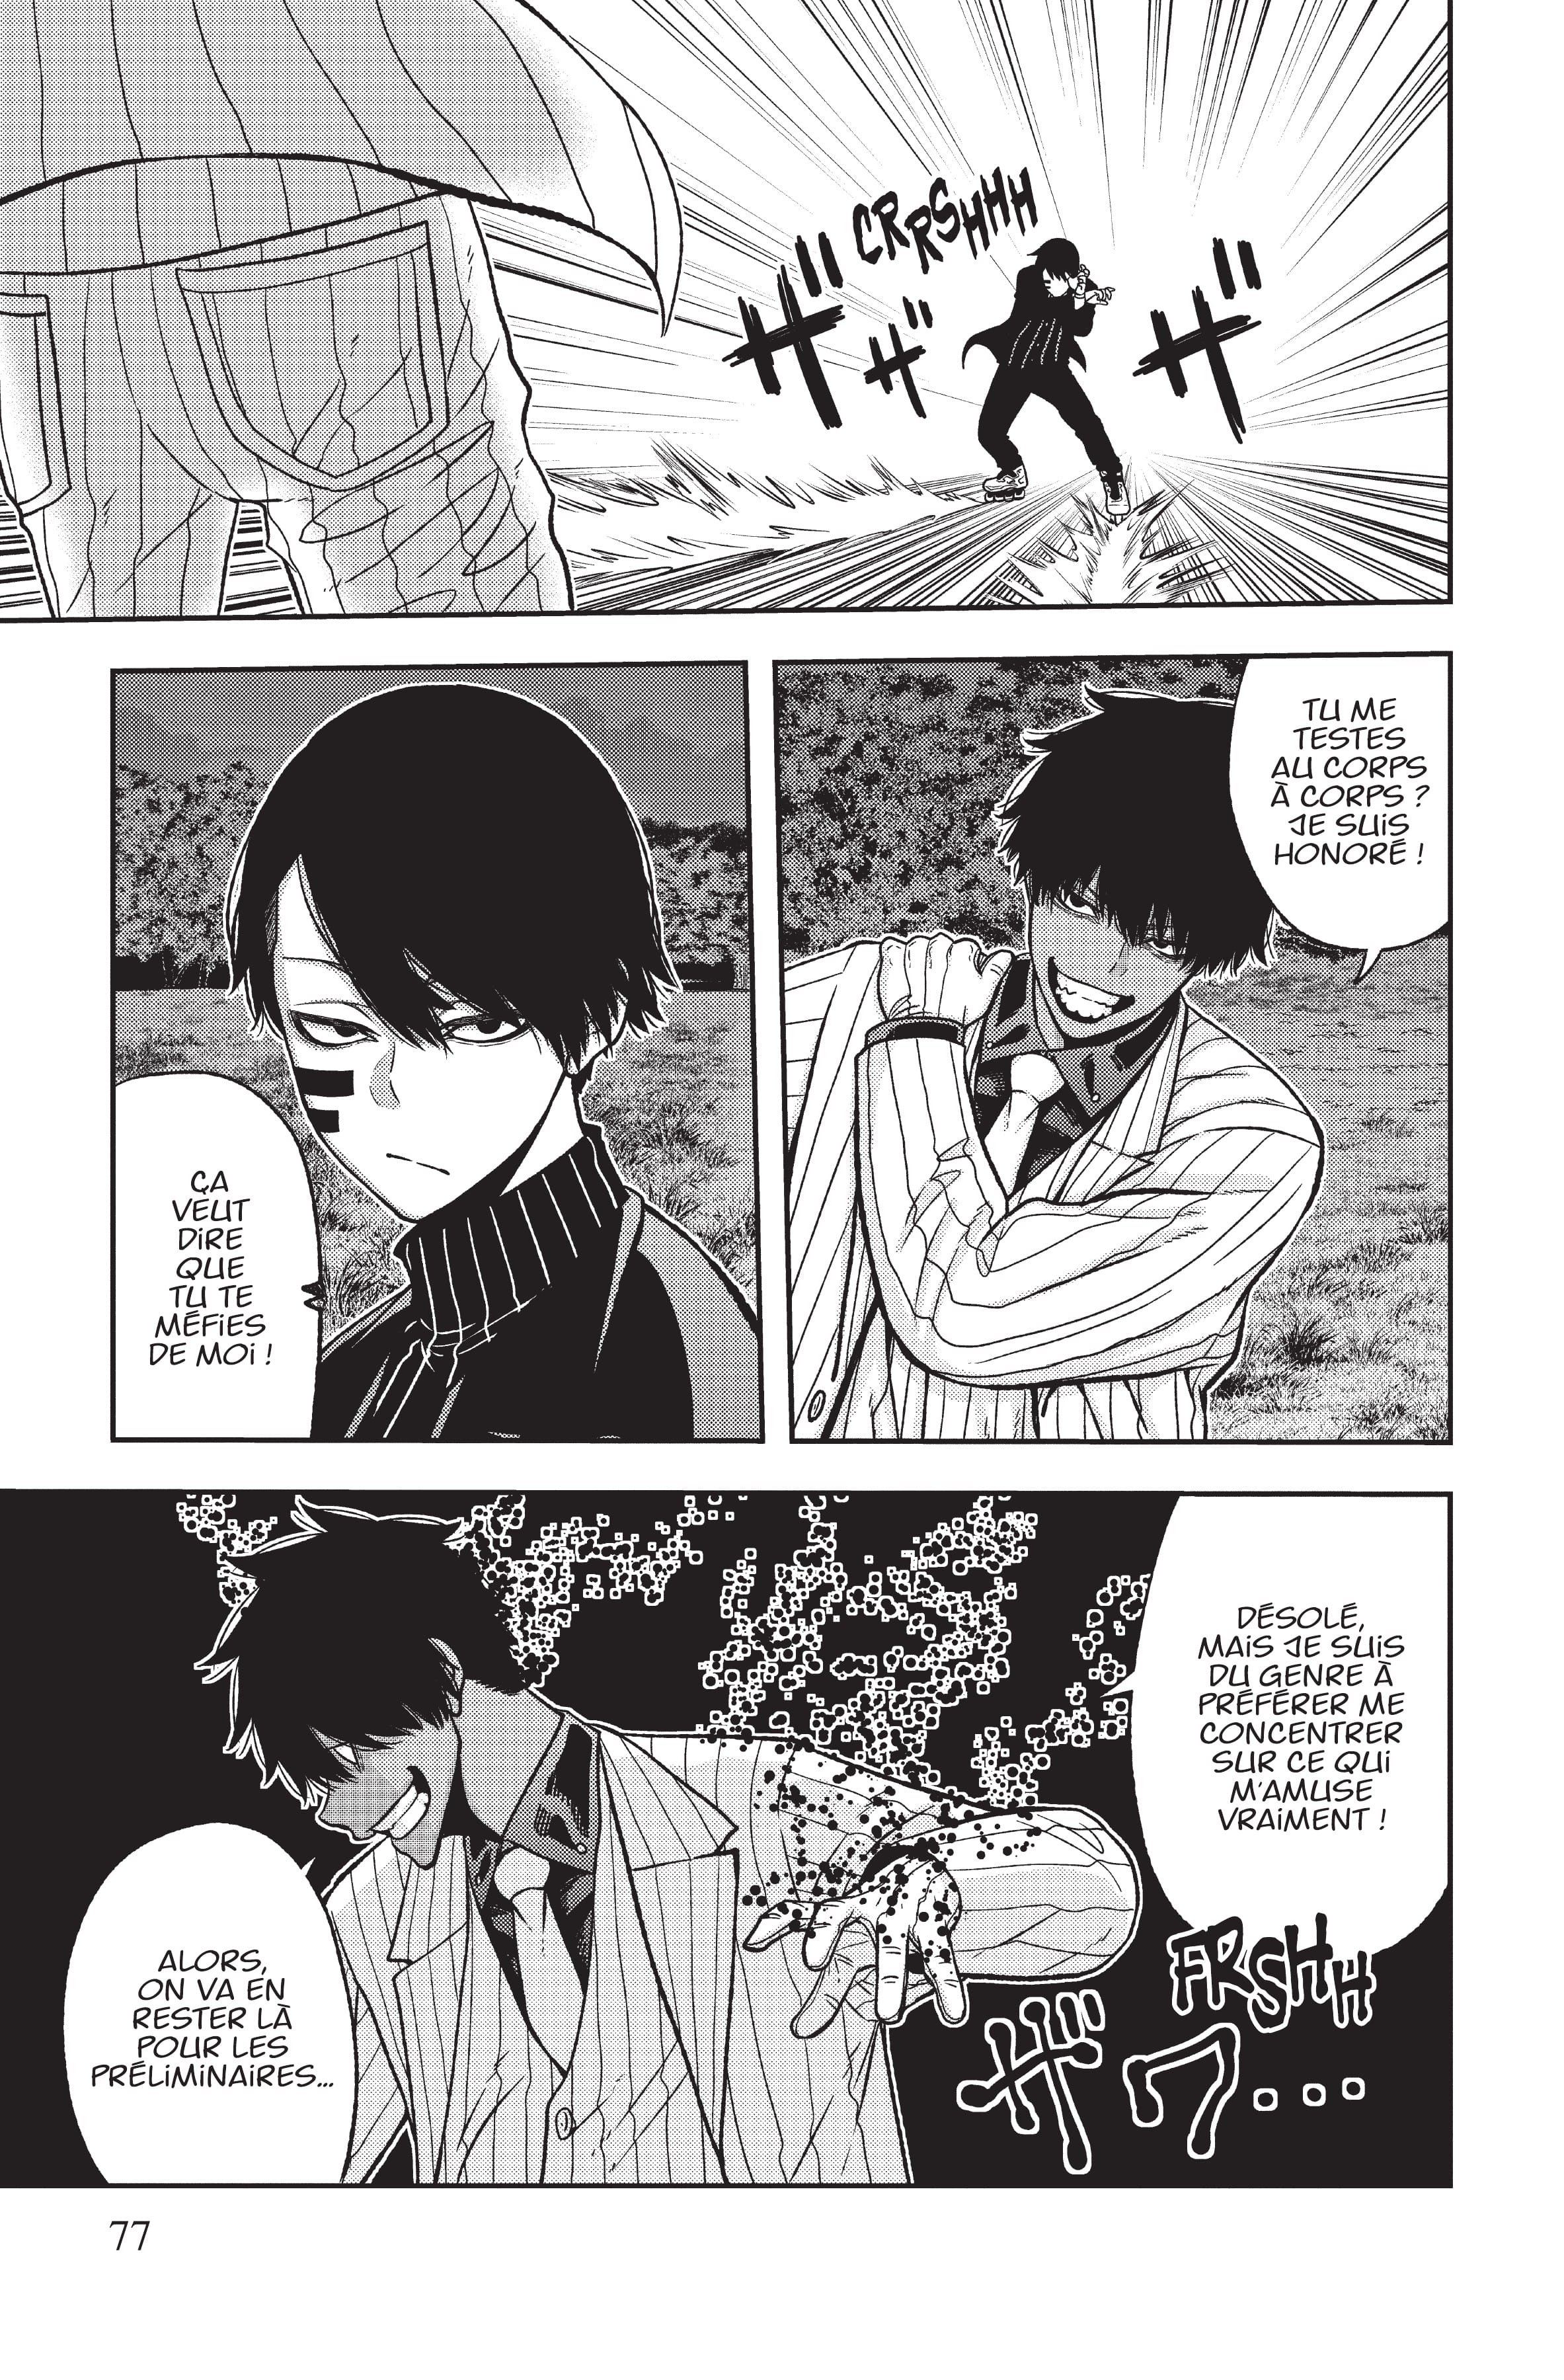 CRRSHHH
ザ"
ザ
ザ
TU ME
TESTES
AU CORPS
À CORPS ?
JE SUIS
HONORÉ !
ÇA
VEUT
DIRE
QUE
TU TE
MÉFIES
DE MOI !
DÉSOLÉ,
MAIS JE SUIS
DU GENRE À
PRÉFÉRER ME
CONCENTRER
SUR CE QUI
M'AMUSE
VRAIMENT !
FRSHH
ザワ...
ALORS,
ON VA EN
RESTER LÀ
POUR LES
PRÉLIMINAIRES...
77